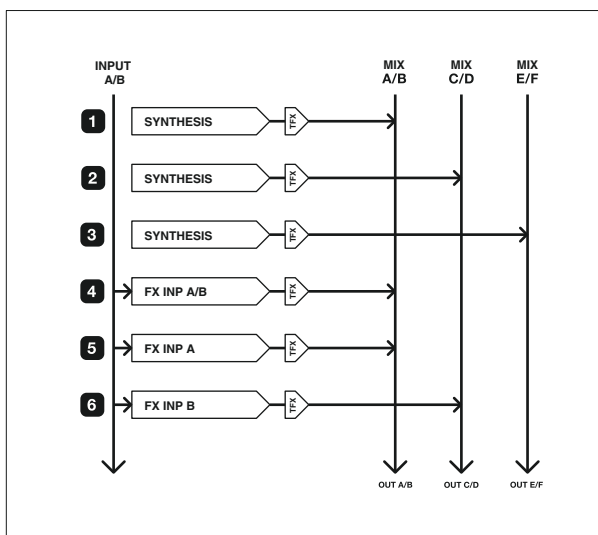 INPUT
A/B
MIX
A/B
MIX
C/D
MIX
E/F
1 SYNTHESIS TFX
2 SYNTHESIS TFX
3 SYNTHESIS TFX
4 FX INP A/B TFX
5 FX INP A TFX
6 FX INP B TFX
OUT A/B OUT C/D OUT E/F